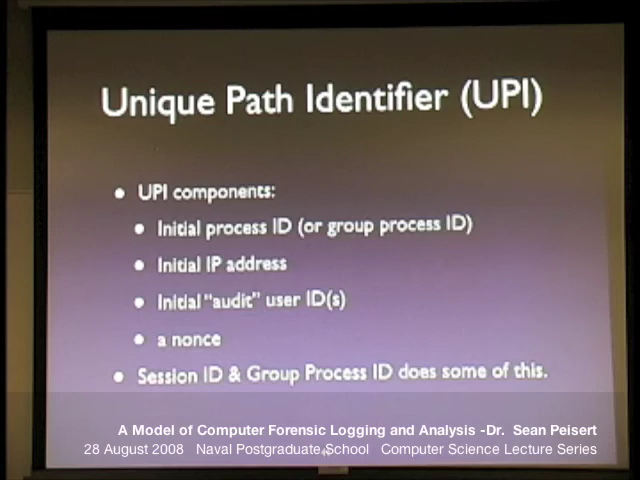 Unique Path Identifier (UPI)
● UPI components:
● Initial process ID (or group process ID)
● Initial IP address
● Initial "audit" user ID(s)
● a nonce
● Session ID & Group Process ID does some of this.
A Model of Computer Forensic Logging and Analysis -Dr. Sean Peisert
28 August 2008 Naval Postgraduate School Computer Science Lecture Series